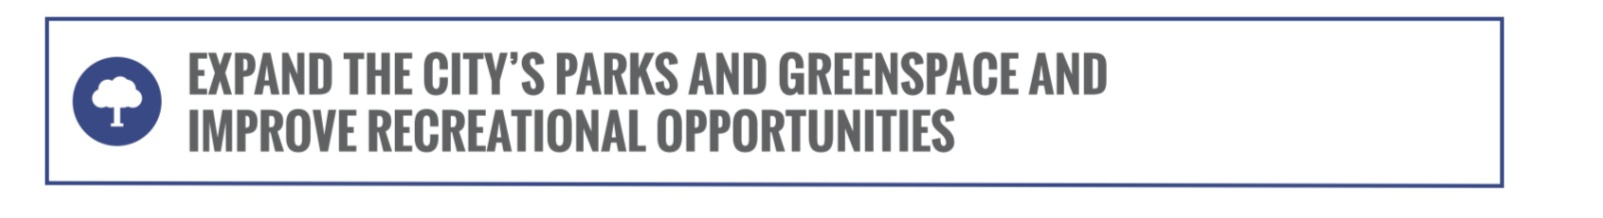 EXPAND THE CITY’S PARKS AND GREENSPACE AND
IMPROVE RECREATIONAL OPPORTUNITIES